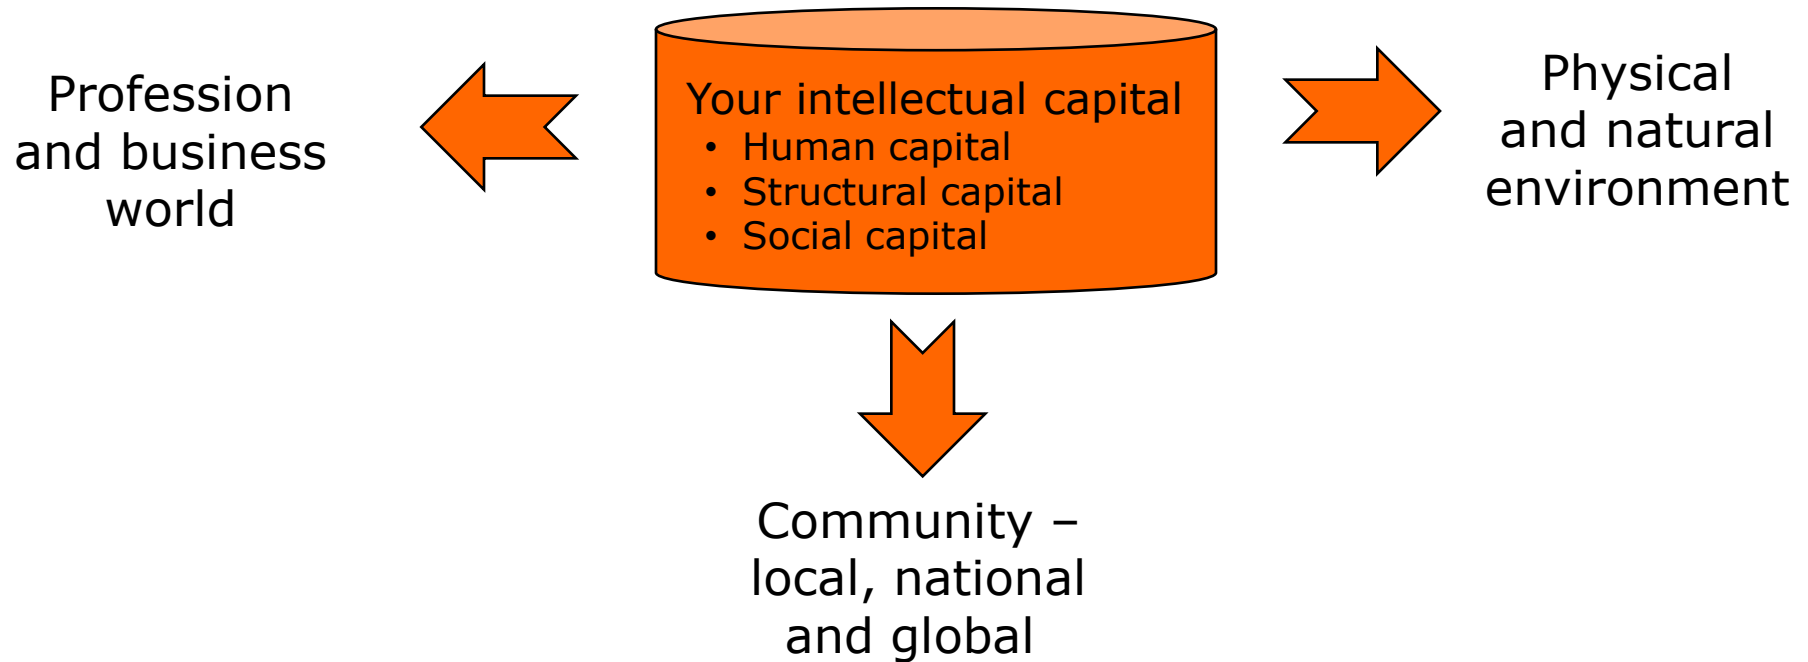 Profession
and business
world
Your intellectual capital
• Human capital
• Structural capital
• Social capital
Physical
and natural
environment
Community –
local, national
and global